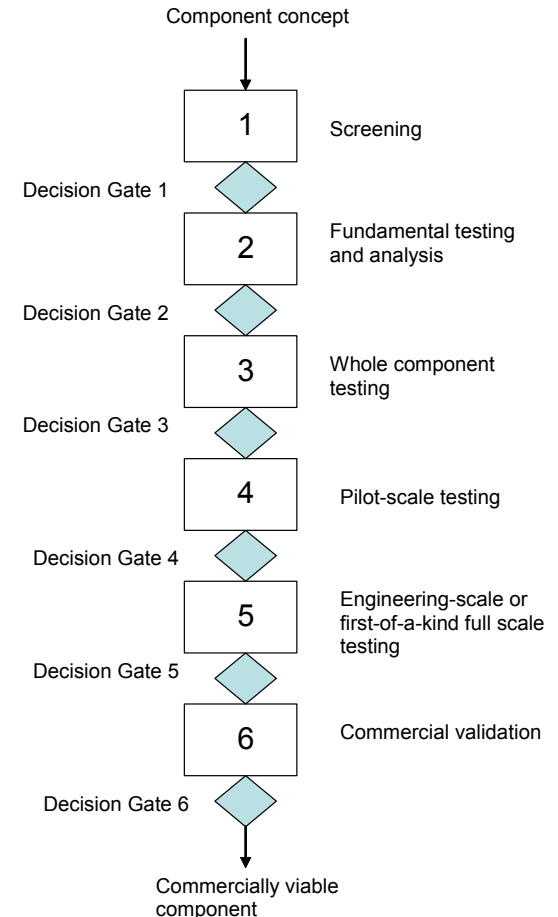 Component concept
1
Screening
Decision Gate 1
2
Fundamental testing
and analysis
Decision Gate 2
3
Whole component
testing
Decision Gate 3
4
Pilot-scale testing
Decision Gate 4
5
Engineering-scale or
first-of-a-kind full scale
testing
Decision Gate 5
6
Commercial validation
Decision Gate 6
Commercially viable
component